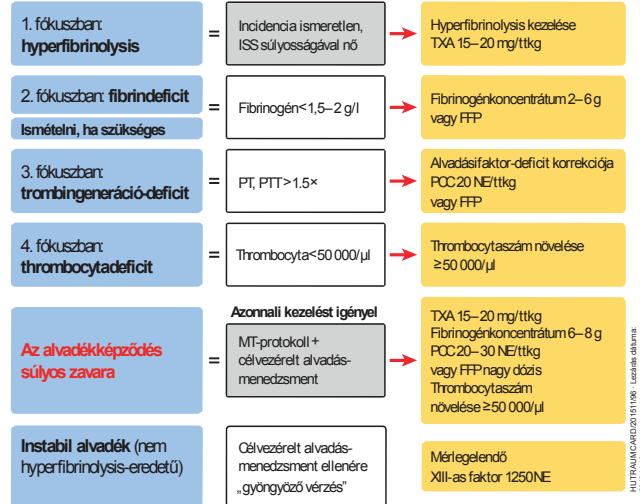 1. fókuszban:
hyperfibrinolysis
=
Incidencia ismeretlen,
ISS súlyosságával nő
Hyperfibrinolysis kezelése
TXA 15–20 mg/ttkg
2. fókuszban: fibrindeficit
Ismételni, ha szükséges
=
Fibrinogén<1,5–2 g/l
Fibrinogénkoncentrátum 2–6 g
vagy FFP
3. fókuszban:
trombingeneráció-deficit
=
PT, PTT>1.5×
Alvadásifaktor-deficit korrekciója
PCC 20 NE/ttkg
vagy FFP
4. fókuszban:
thrombocytadeficit
=
Thrombocyta<50 000/µl
Thrombocytaszám növelése
≥50 000/µl
Azonnali kezelést igényel
Az alvadékképződés
súlyos zavara
=
MT-protokoll +
célvezérelt alvadás-
menedzsment
TXA 15–20 mg/ttkg
Fibrinogénkoncentrátum 6–8 g
PCC 20–30 NE/ttkg
vagy FFP nagy dózis
Thrombocytaszám
növelése ≥50 000/µl
Instabil alvadék (nem
hyperfibrinolysis-eredetű)
=
Célvezérelt alvadás-
menedzsment ellenére
„gyöngyöző vérzés”
Mérlegelendő
XIII-as faktor 1250NE
HUTRAUMCARD/201511/96 · Lezárás dátuma: